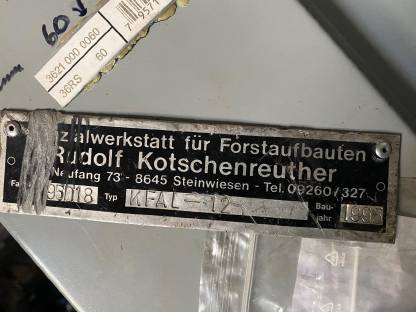 60
3621 000 0060
36RS 60
zialwerkstatt für Forstaufbauten
Rudolf Kotschenreuther
Neufang 73 - 8645 Steinwiesen - Tel. 09260/327
Fa 95018 Typ KFAL-12 Bau-
jahr